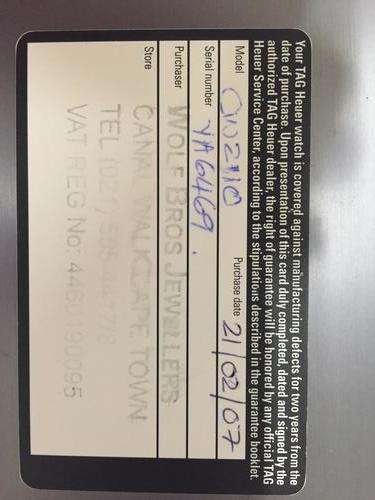 Your TAG Heuer watch is covered against manufacturing defects for two years from the
date of purchase. Upon presentation of this card duly completed, dated and signed by the
authorized TAG Heuer dealer, the right of guarantee will be honored by any official TAG
Heuer Service Center, according to the stipulations described in the guarantee booklet.
Model Purchase date 21/02/07
Serial number YA6469
Purchaser WOLF BROS JEWELLERS
Store CANAL WALK CAPE TOWN
TEL (021)
VAT REG No: